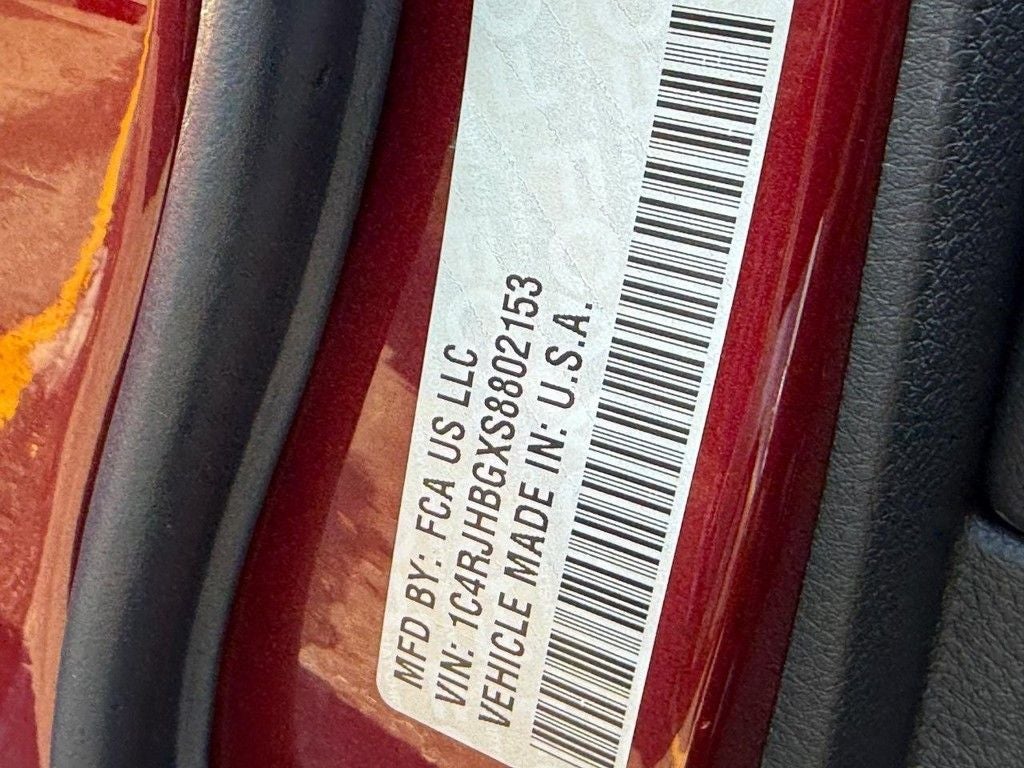 MFD BY: FCA US LLC
VIN: 1C4RJHBGXS8802153
VEHICLE MADE IN: U.S.A.